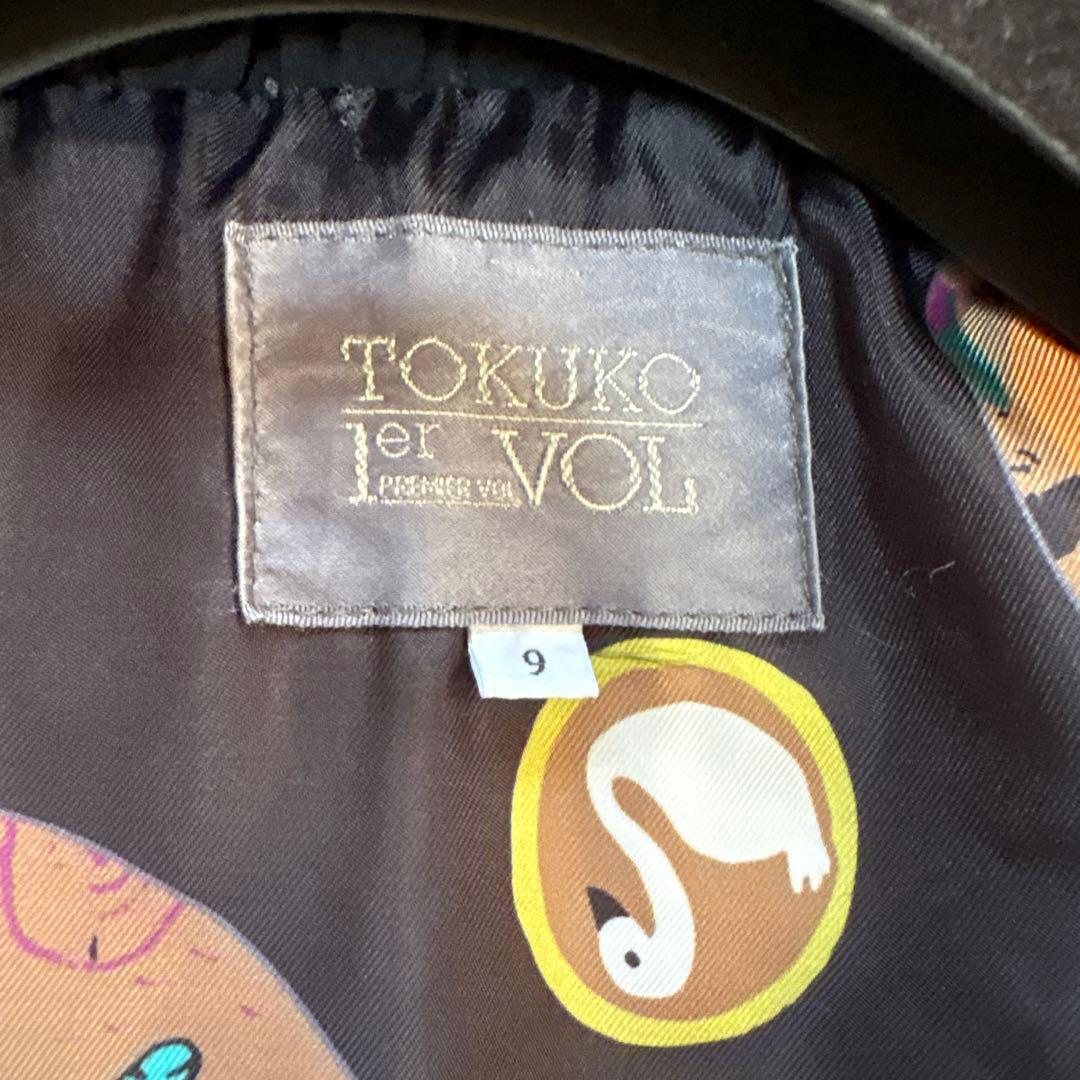 TOKUKO
1er VOL
PREMIER VOL
9